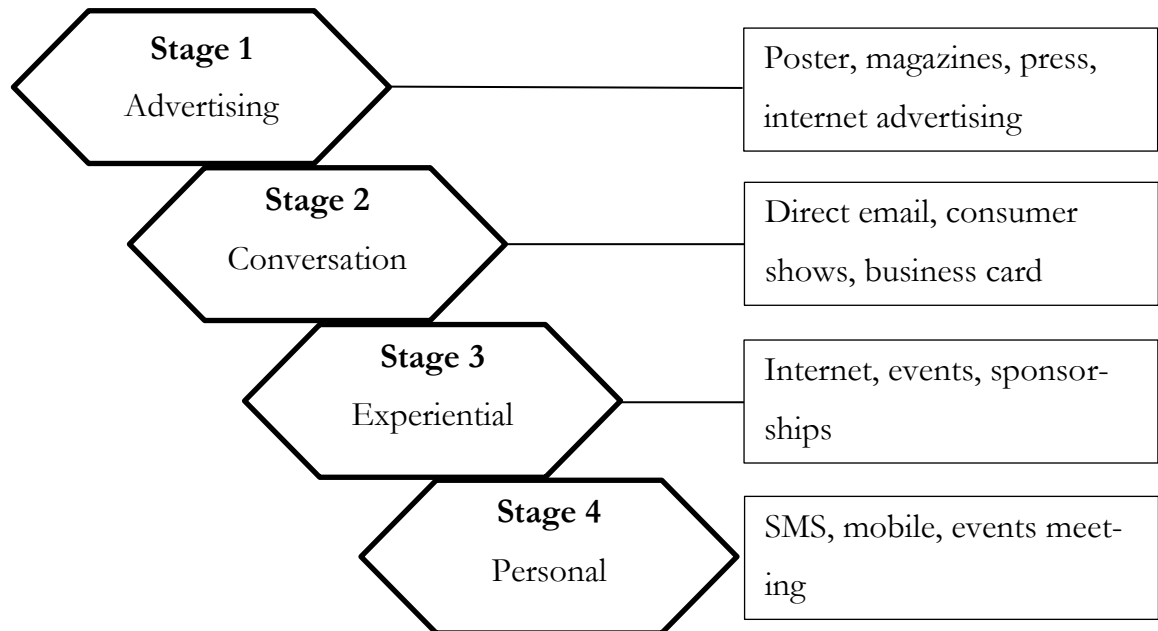 Stage 1
Advertising
Poster, magazines, press,
internet advertising
Stage 2
Conversation
Direct email, consumer
shows, business card
Stage 3
Experiential
Internet, events, sponsor-
ships
Stage 4
Personal
SMS, mobile, events meet-
ing